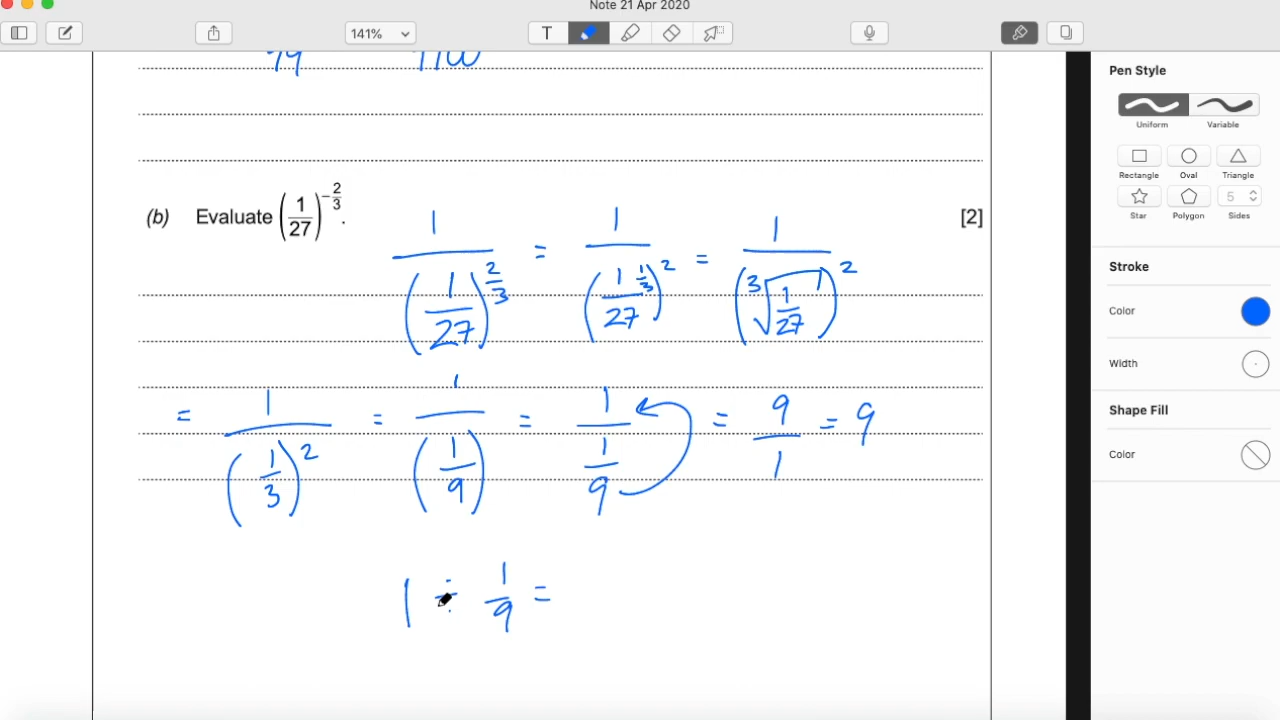 Note 21 Apr 2020
141%
T
Pen Style
Uniform Variable
Rectangle Oval Triangle
5
Star Polygon Sides
Stroke
Color
Width
Shape Fill
Color
(b) Evaluate (1/27)^(-2/3). [2]
1/(1/27)^(2/3) = 1/((1/27)^(1/3))^2 = 1/(³√(1/27))^2
= 1/(1/3)^2 = 1/(1/9) = 1/(1/9) = 9/1 = 9
1 ÷ 1/9 =